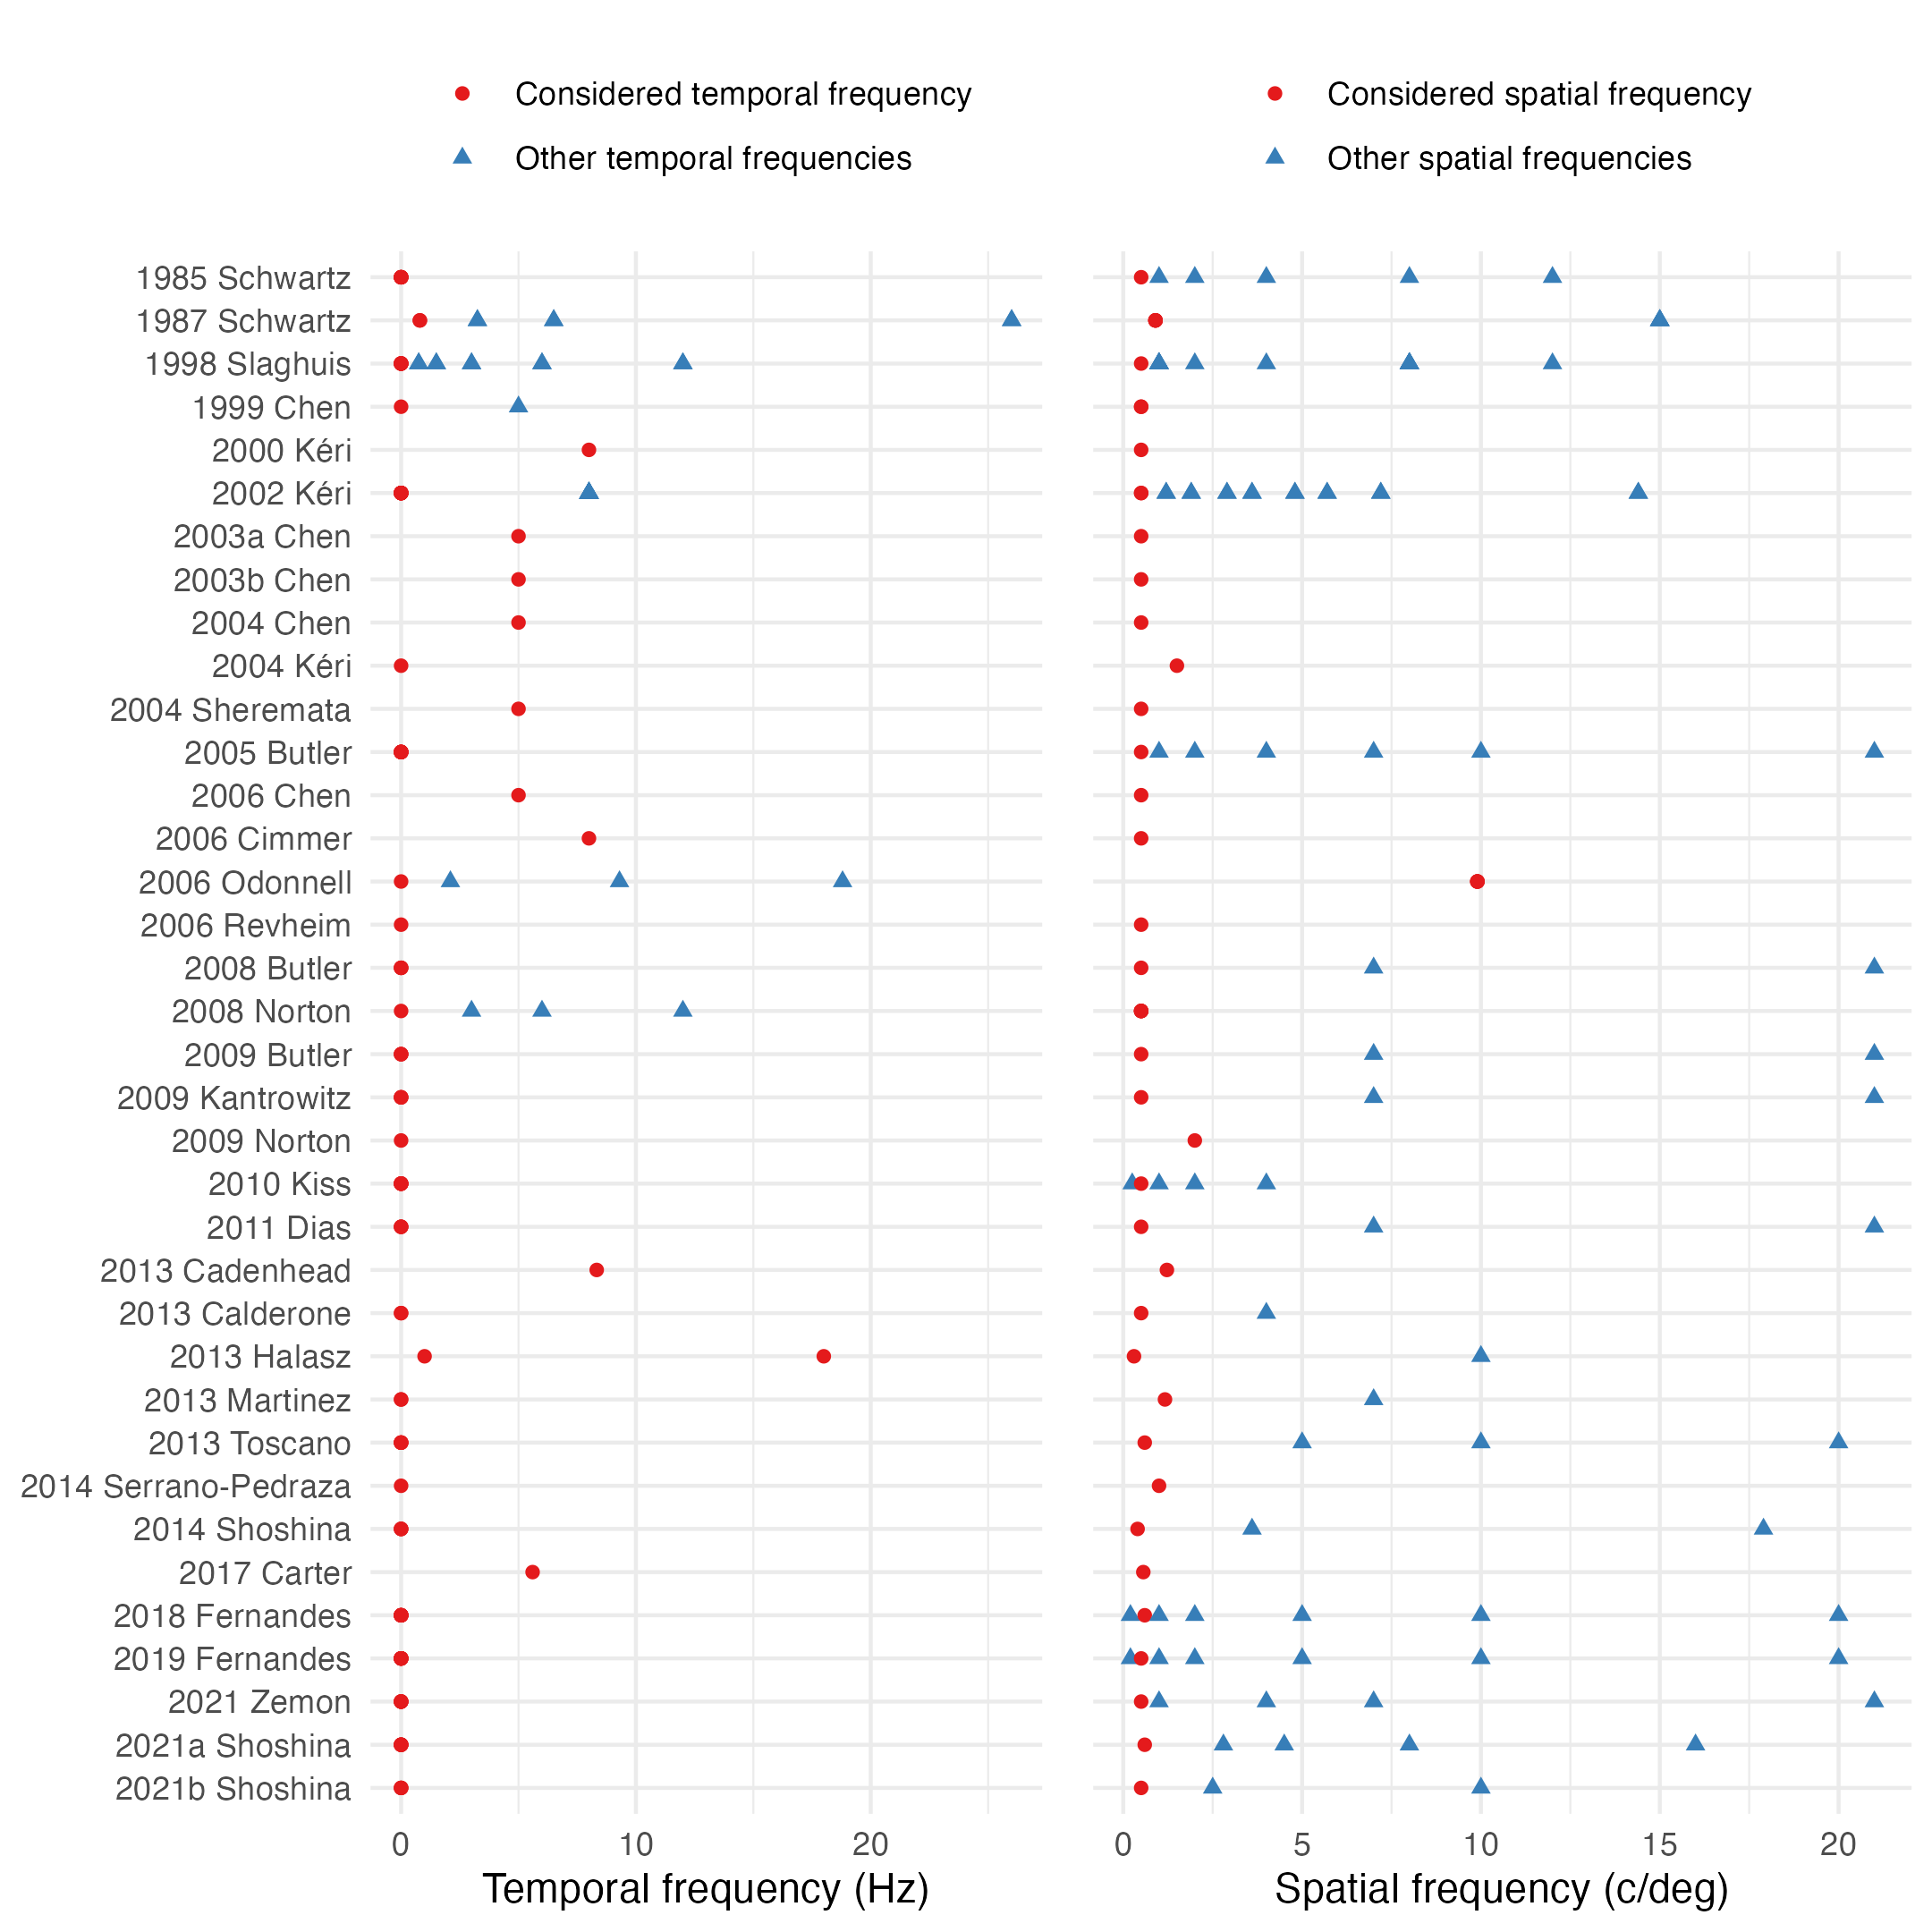 Considered temporal frequency
Other temporal frequencies
Considered spatial frequency
Other spatial frequencies
1985 Schwartz
1987 Schwartz
1998 Slaghuis
1999 Chen
2000 Kéri
2002 Kéri
2003a Chen
2003b Chen
2004 Chen
2004 Kéri
2004 Sheremata
2005 Butler
2006 Chen
2006 Cimmer
2006 Odonnell
2006 Revheim
2008 Butler
2008 Norton
2009 Butler
2009 Kantrowitz
2009 Norton
2010 Kiss
2011 Dias
2013 Cadenhead
2013 Calderone
2013 Halasz
2013 Martinez
2013 Toscano
2014 Serrano-Pedraza
2014 Shoshina
2017 Carter
2018 Fernandes
2019 Fernandes
2021 Zemon
2021a Shoshina
2021b Shoshina
0 10 20
Temporal frequency (Hz)
0 5 10 15 20
Spatial frequency (c/deg)